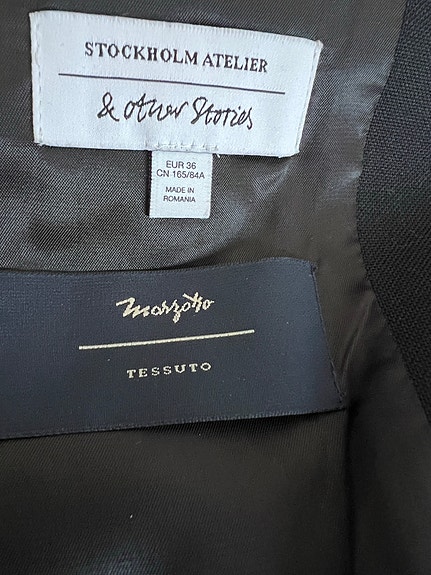 STOCKHOLM ATELIER
& other Stories
EUR 36
CN 165/84A
MADE IN
ROMANIA
Marzotto
TESSUTO